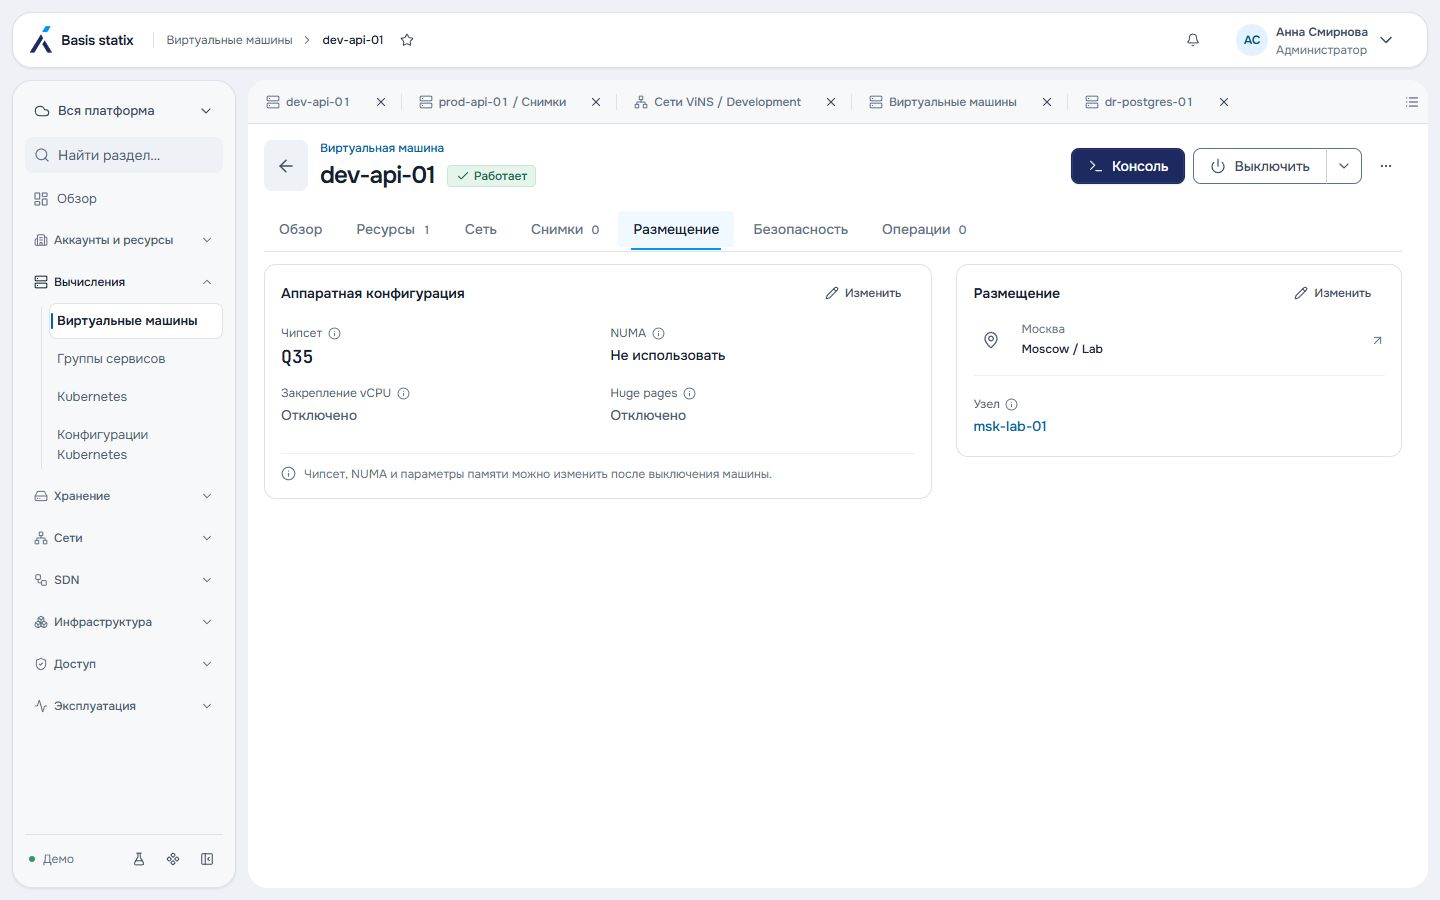 Basis statix
Виртуальные машины > dev-api-01
АС
Анна Смирнова
Администратор
Вся платформа
Найти раздел...
Обзор
Аккаунты и ресурсы
Вычисления
Виртуальные машины
Группы сервисов
Kubernetes
Конфигурации
Kubernetes
Хранение
Сети
SDN
Инфраструктура
Доступ
Эксплуатация
Демо
dev-api-01
prod-api-01 / Снимки
Сети ViNS / Development
Виртуальные машины
dr-postgres-01
Виртуальная машина
dev-api-01
Работает
Консоль
Выключить
Обзор
Ресурсы 1
Сеть
Снимки 0
Размещение
Безопасность
Операции 0
Аппаратная конфигурация
Изменить
Чипсет
Q35
NUMA
Не использовать
Закрепление vCPU
Отключено
Huge pages
Отключено
Чипсет, NUMA и параметры памяти можно изменить после выключения машины.
Размещение
Изменить
Москва
Moscow / Lab
Узел
msk-lab-01